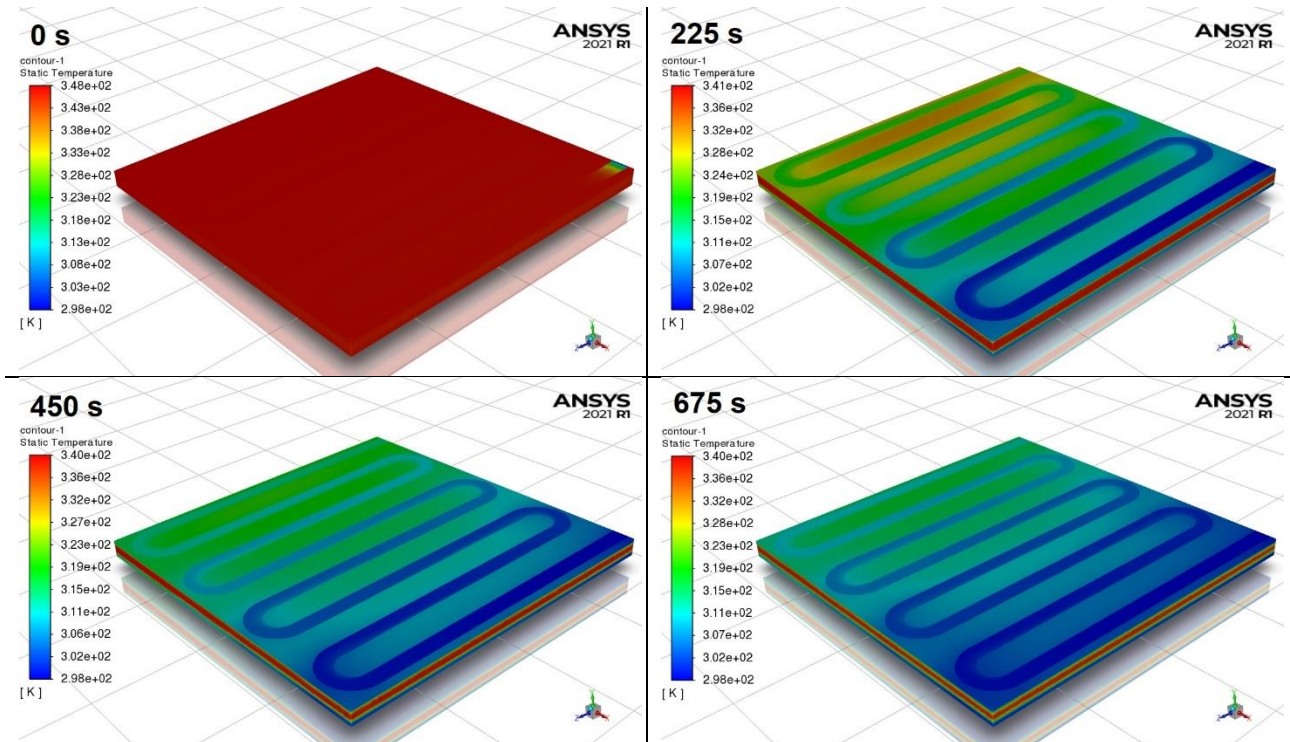 0 s
ANSYS
2021 R1
contour-1
Static Temperature
3.48e+02
3.43e+02
3.38e+02
3.33e+02
3.28e+02
3.23e+02
3.18e+02
3.13e+02
3.08e+02
3.03e+02
2.98e+02
[ K ]
Y
Z
X
225 s
ANSYS
2021 R1
contour-1
Static Temperature
3.41e+02
3.36e+02
3.32e+02
3.28e+02
3.24e+02
3.19e+02
3.15e+02
3.11e+02
3.07e+02
3.02e+02
2.98e+02
[ K ]
Y
Z
X
450 s
ANSYS
2021 R1
contour-1
Static Temperature
3.40e+02
3.36e+02
3.32e+02
3.27e+02
3.23e+02
3.19e+02
3.15e+02
3.11e+02
3.06e+02
3.02e+02
2.98e+02
[ K ]
Y
Z
X
675 s
ANSYS
2021 R1
contour-1
Static Temperature
3.40e+02
3.36e+02
3.32e+02
3.28e+02
3.23e+02
3.19e+02
3.15e+02
3.11e+02
3.07e+02
3.02e+02
2.98e+02
[ K ]
Y
Z
X